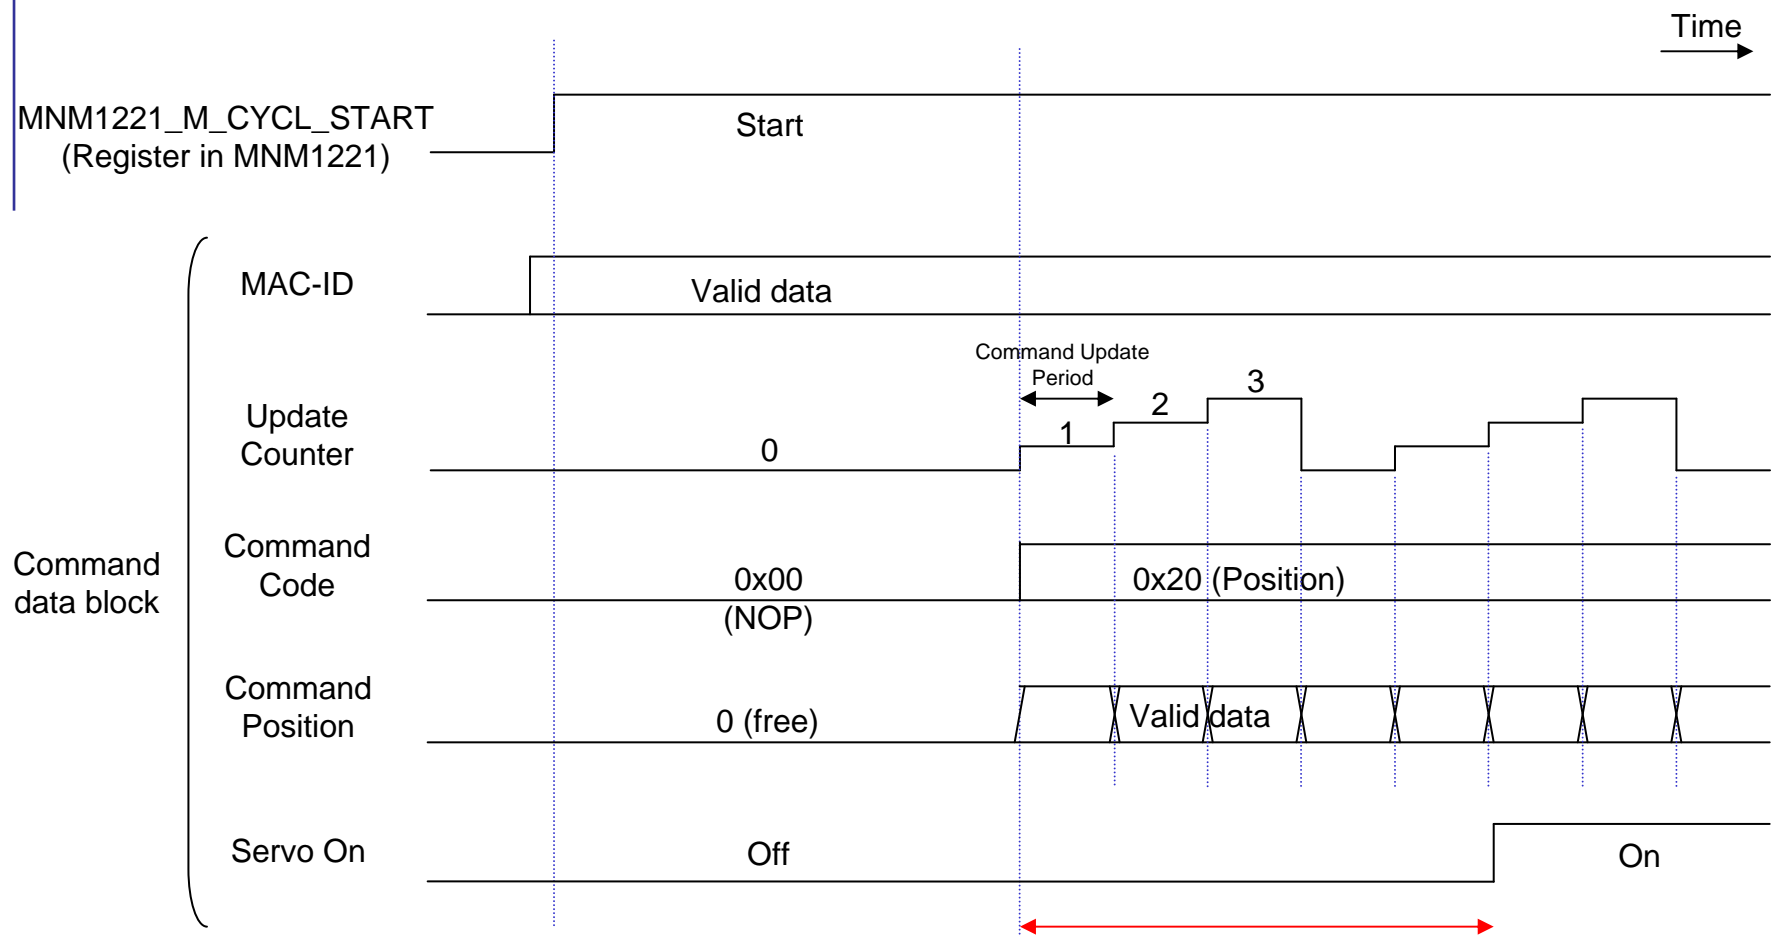 Time
MNM1221_M_CYCL_START
(Register in MNM1221)
Start
MAC-ID
Valid data
Command Update
Period
Update
Counter
0
1
2
3
Command
data block
Command
Code
0x00
(NOP)
0x20 (Position)
Command
Position
0 (free)
Valid data
Servo On
Off
On